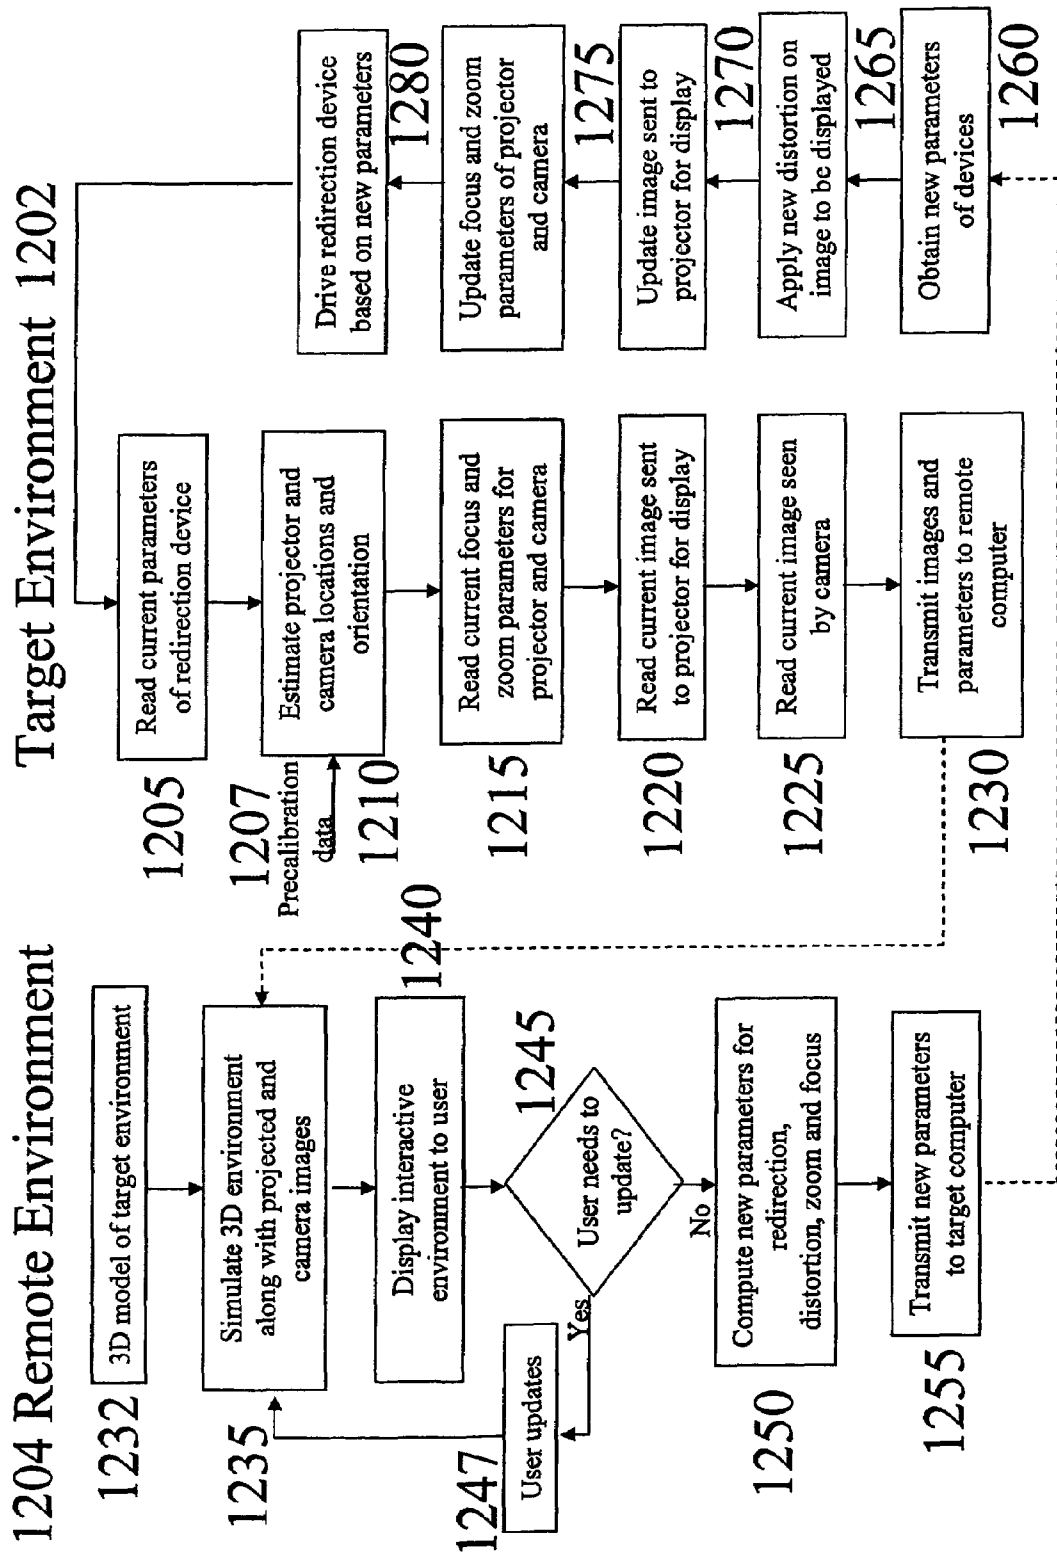 1204 Remote Environment
Target Environment 1202
3D model of target environment
1232
Simulate 3D environment
along with projected and
camera images
1235
Display interactive
environment to user
1240
User needs to
update?
1245
Yes
User updates
1247
No
Compute new parameters for
redirection,
distortion, zoom and focus
1250
Transmit new parameters
to target computer
1255
Read current parameters
of redirection device
1205
1207
Precalibration
data
Estimate projector and
camera locations and
orientation
1210
Read current focus and
zoom parameters for
projector and camera
1215
Read current image sent
to projector for display
1220
Read current image seen
by camera
1225
Transmit images and
parameters to remote
computer
1230
Drive redirection device
based on new parameters
1280
Update focus and zoom
parameters of projector
and camera
1275
Update image sent to
projector for display
1270
Apply new distortion on
image to be displayed
1265
Obtain new parameters
of devices
1260